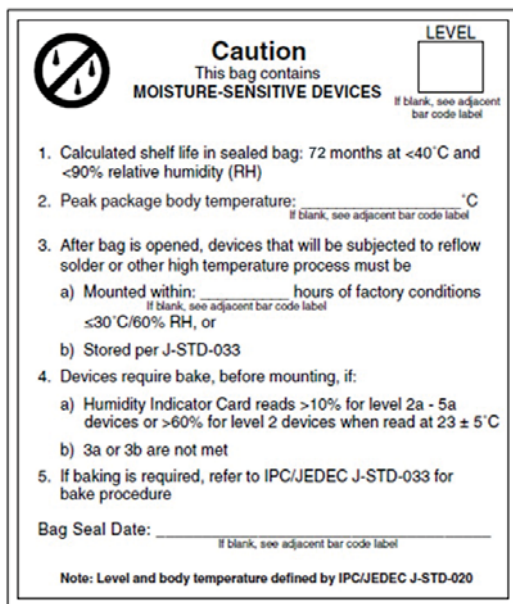 LEVEL
Caution
This bag contains
MOISTURE-SENSITIVE DEVICES
If blank, see adjacent
bar code label
1. Calculated shelf life in sealed bag: 72 months at <40˚C and
<90% relative humidity (RH)
2. Peak package body temperature: ____________________˚C
If blank, see adjacent bar code label
3. After bag is opened, devices that will be subjected to reflow
solder or other high temperature process must be
a) Mounted within: __________ hours of factory conditions
If blank, see adjacent bar code label
≤30˚C/60% RH, or
b) Stored per J-STD-033
4. Devices require bake, before mounting, if:
a) Humidity Indicator Card reads >10% for level 2a - 5a
devices or >60% for level 2 devices when read at 23 ± 5˚C
b) 3a or 3b are not met
5. If baking is required, refer to IPC/JEDEC J-STD-033 for
bake procedure
Bag Seal Date: ______________________________________
If blank, see adjacent bar code label
Note: Level and body temperature defined by IPC/JEDEC J-STD-020